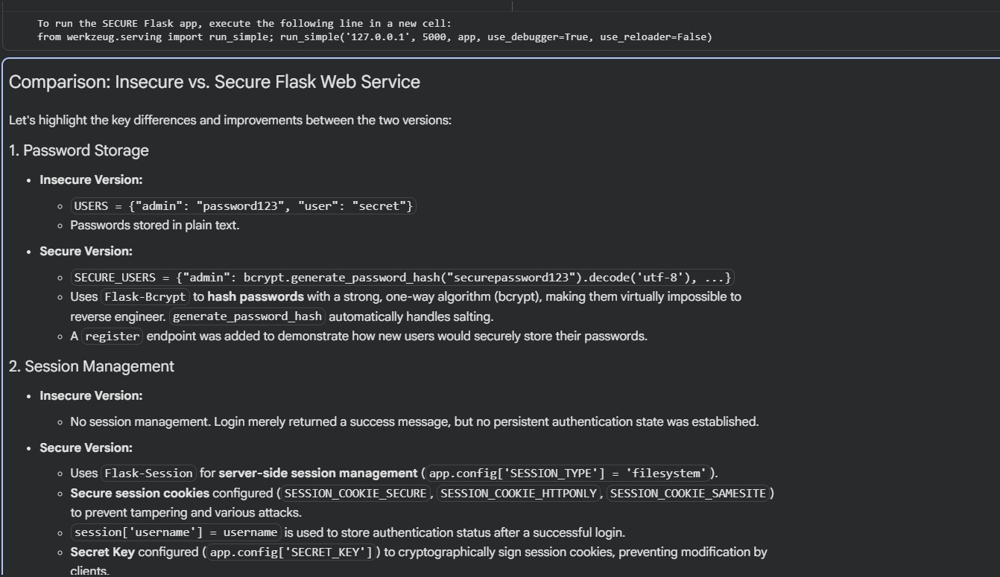 To run the SECURE Flask app, execute the following line in a new cell:
from werkzeug.serving import run_simple; run_simple('127.0.0.1', 5000, app, use_debugger=True, use_reloader=False)
Comparison: Insecure vs. Secure Flask Web Service
Let's highlight the key differences and improvements between the two versions:
1. Password Storage
• Insecure Version:
◦ USERS = {"admin": "password123", "user": "secret"}
◦ Passwords stored in plain text.
• Secure Version:
◦ SECURE_USERS = {"admin": bcrypt.generate_password_hash("securepassword123").decode('utf-8'), ...}
◦ Uses Flask-Bcrypt to hash passwords with a strong, one-way algorithm (bcrypt), making them virtually impossible to
reverse engineer. generate_password_hash automatically handles salting.
◦ A register endpoint was added to demonstrate how new users would securely store their passwords.
2. Session Management
• Insecure Version:
◦ No session management. Login merely returned a success message, but no persistent authentication state was established.
• Secure Version:
◦ Uses Flask-Session for server-side session management (app.config['SESSION_TYPE'] = 'filesystem').
◦ Secure session cookies configured (SESSION_COOKIE_SECURE, SESSION_COOKIE_HTTPONLY, SESSION_COOKIE_SAMESITE)
to prevent tampering and various attacks.
◦ session['username'] = username is used to store authentication status after a successful login.
◦ Secret Key configured (app.config['SECRET_KEY']) to cryptographically sign session cookies, preventing modification by
clients.